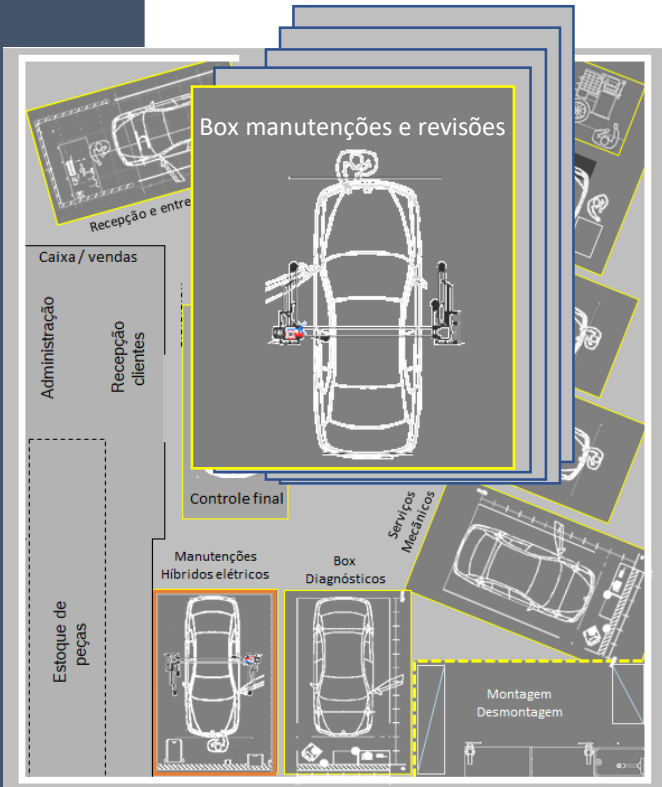 Box manutenções e revisões
Recepção e entre
Caixa / vendas
Administração
Recepção
clientes
Controle final
Serviços
Mecânicos
Manutenções
Híbridos elétricos
Box
Diagnósticos
Estoque de
peças
Montagem
Desmontagem